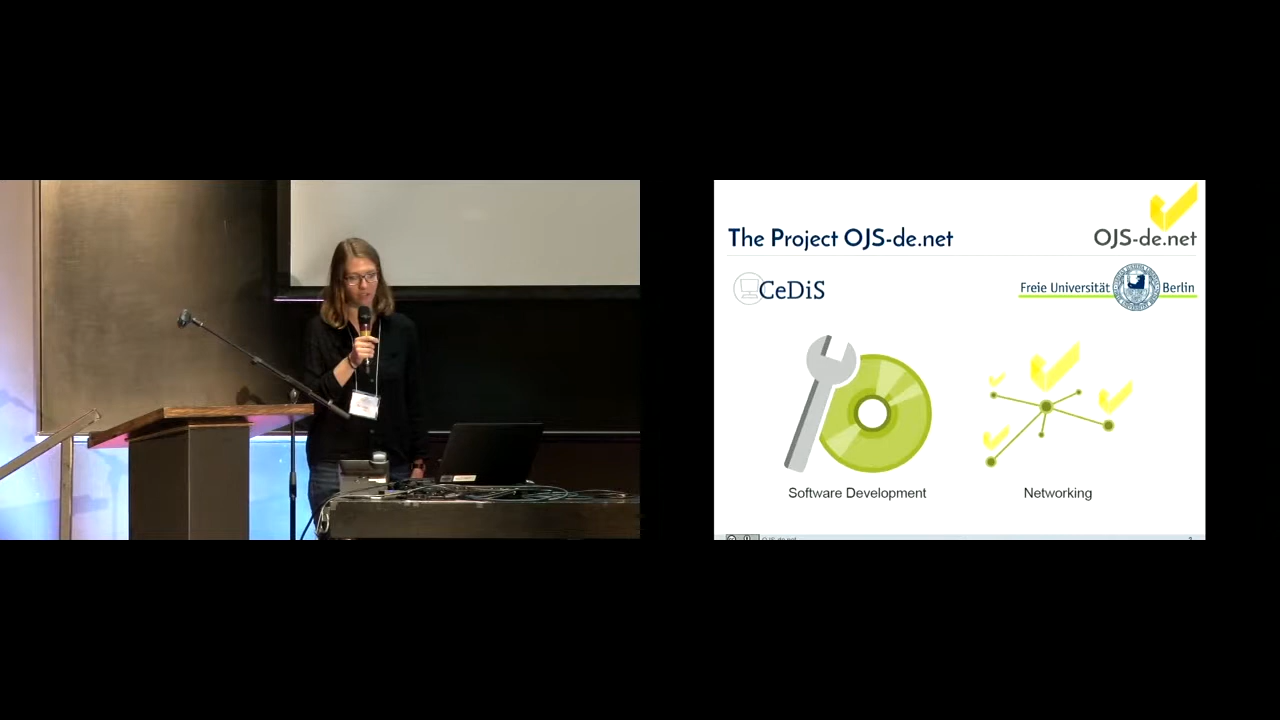 The Project OJS-de.net
OJS-de.net
CeDiS
Freie Universität Berlin
Software Development
Networking